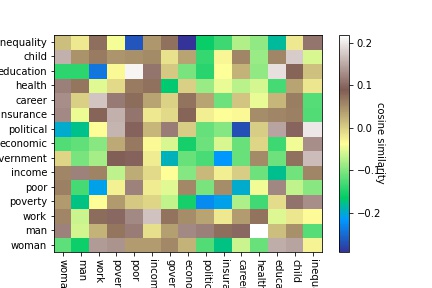 nequality
child
education
health
career
nsurance
political
economic
vernment
income
poor
poverty
work
man
woman
woma
man
work
pover
poor
incom
gover
econo
politic
insura
career
health
educa
child
inequ
0.2
0.1
0.0
−0.1
−0.2
cosine similarity